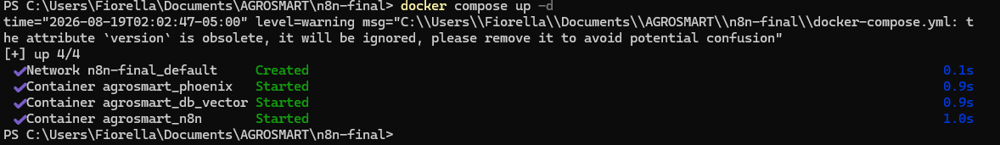 PS C:\Users\Fiorella\Documents\AGROSMART\n8n-final> docker compose up -d
time="2026-08-19T02:02:47-05:00" level=warning msg="C:\\Users\\Fiorella\\Documents\\AGROSMART\\n8n-final\\docker-compose.yml: t
he attribute `version` is obsolete, it will be ignored, please remove it to avoid potential confusion"
[+] up 4/4
✔Network n8n-final_default Created 0.1s
✔Container agrosmart_phoenix Started 0.9s
✔Container agrosmart_db_vector Started 0.9s
✔Container agrosmart_n8n Started 1.0s
PS C:\Users\Fiorella\Documents\AGROSMART\n8n-final>